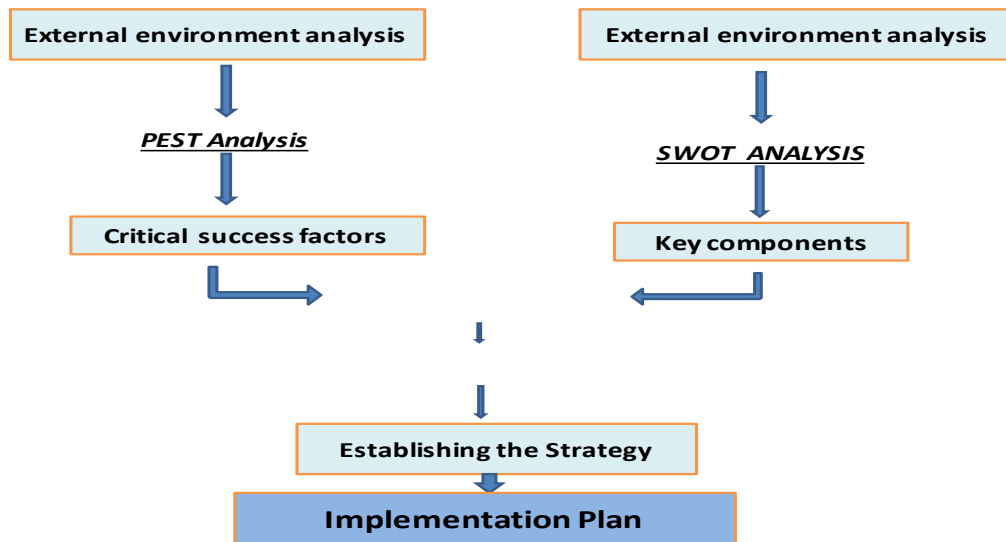 External environment analysis
External environment analysis
PEST Analysis
SWOT ANALYSIS
Critical success factors
Key components
Establishing the Strategy
Implementation Plan